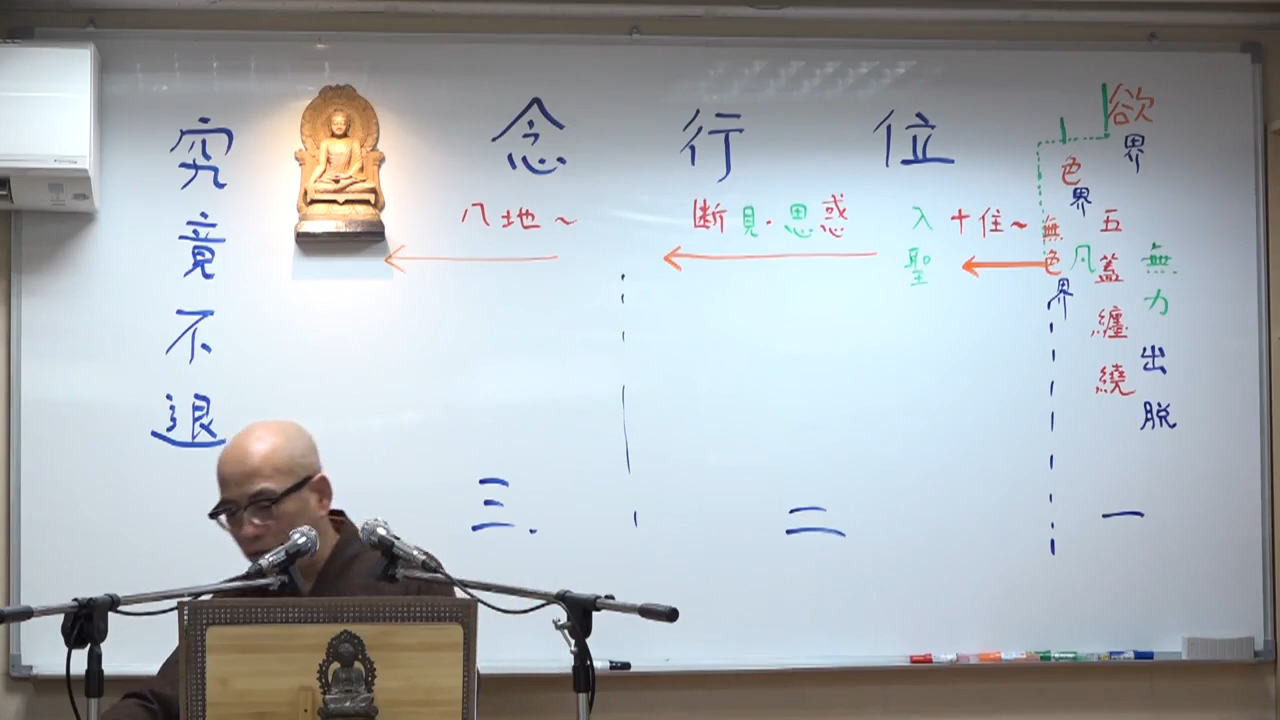 欲界
色界
無色界
凡
五蓋纏繞
無力出脫
一
位
十住~
入聖
行
斷見·思惑
二
念
八地~
三.
究竟不退